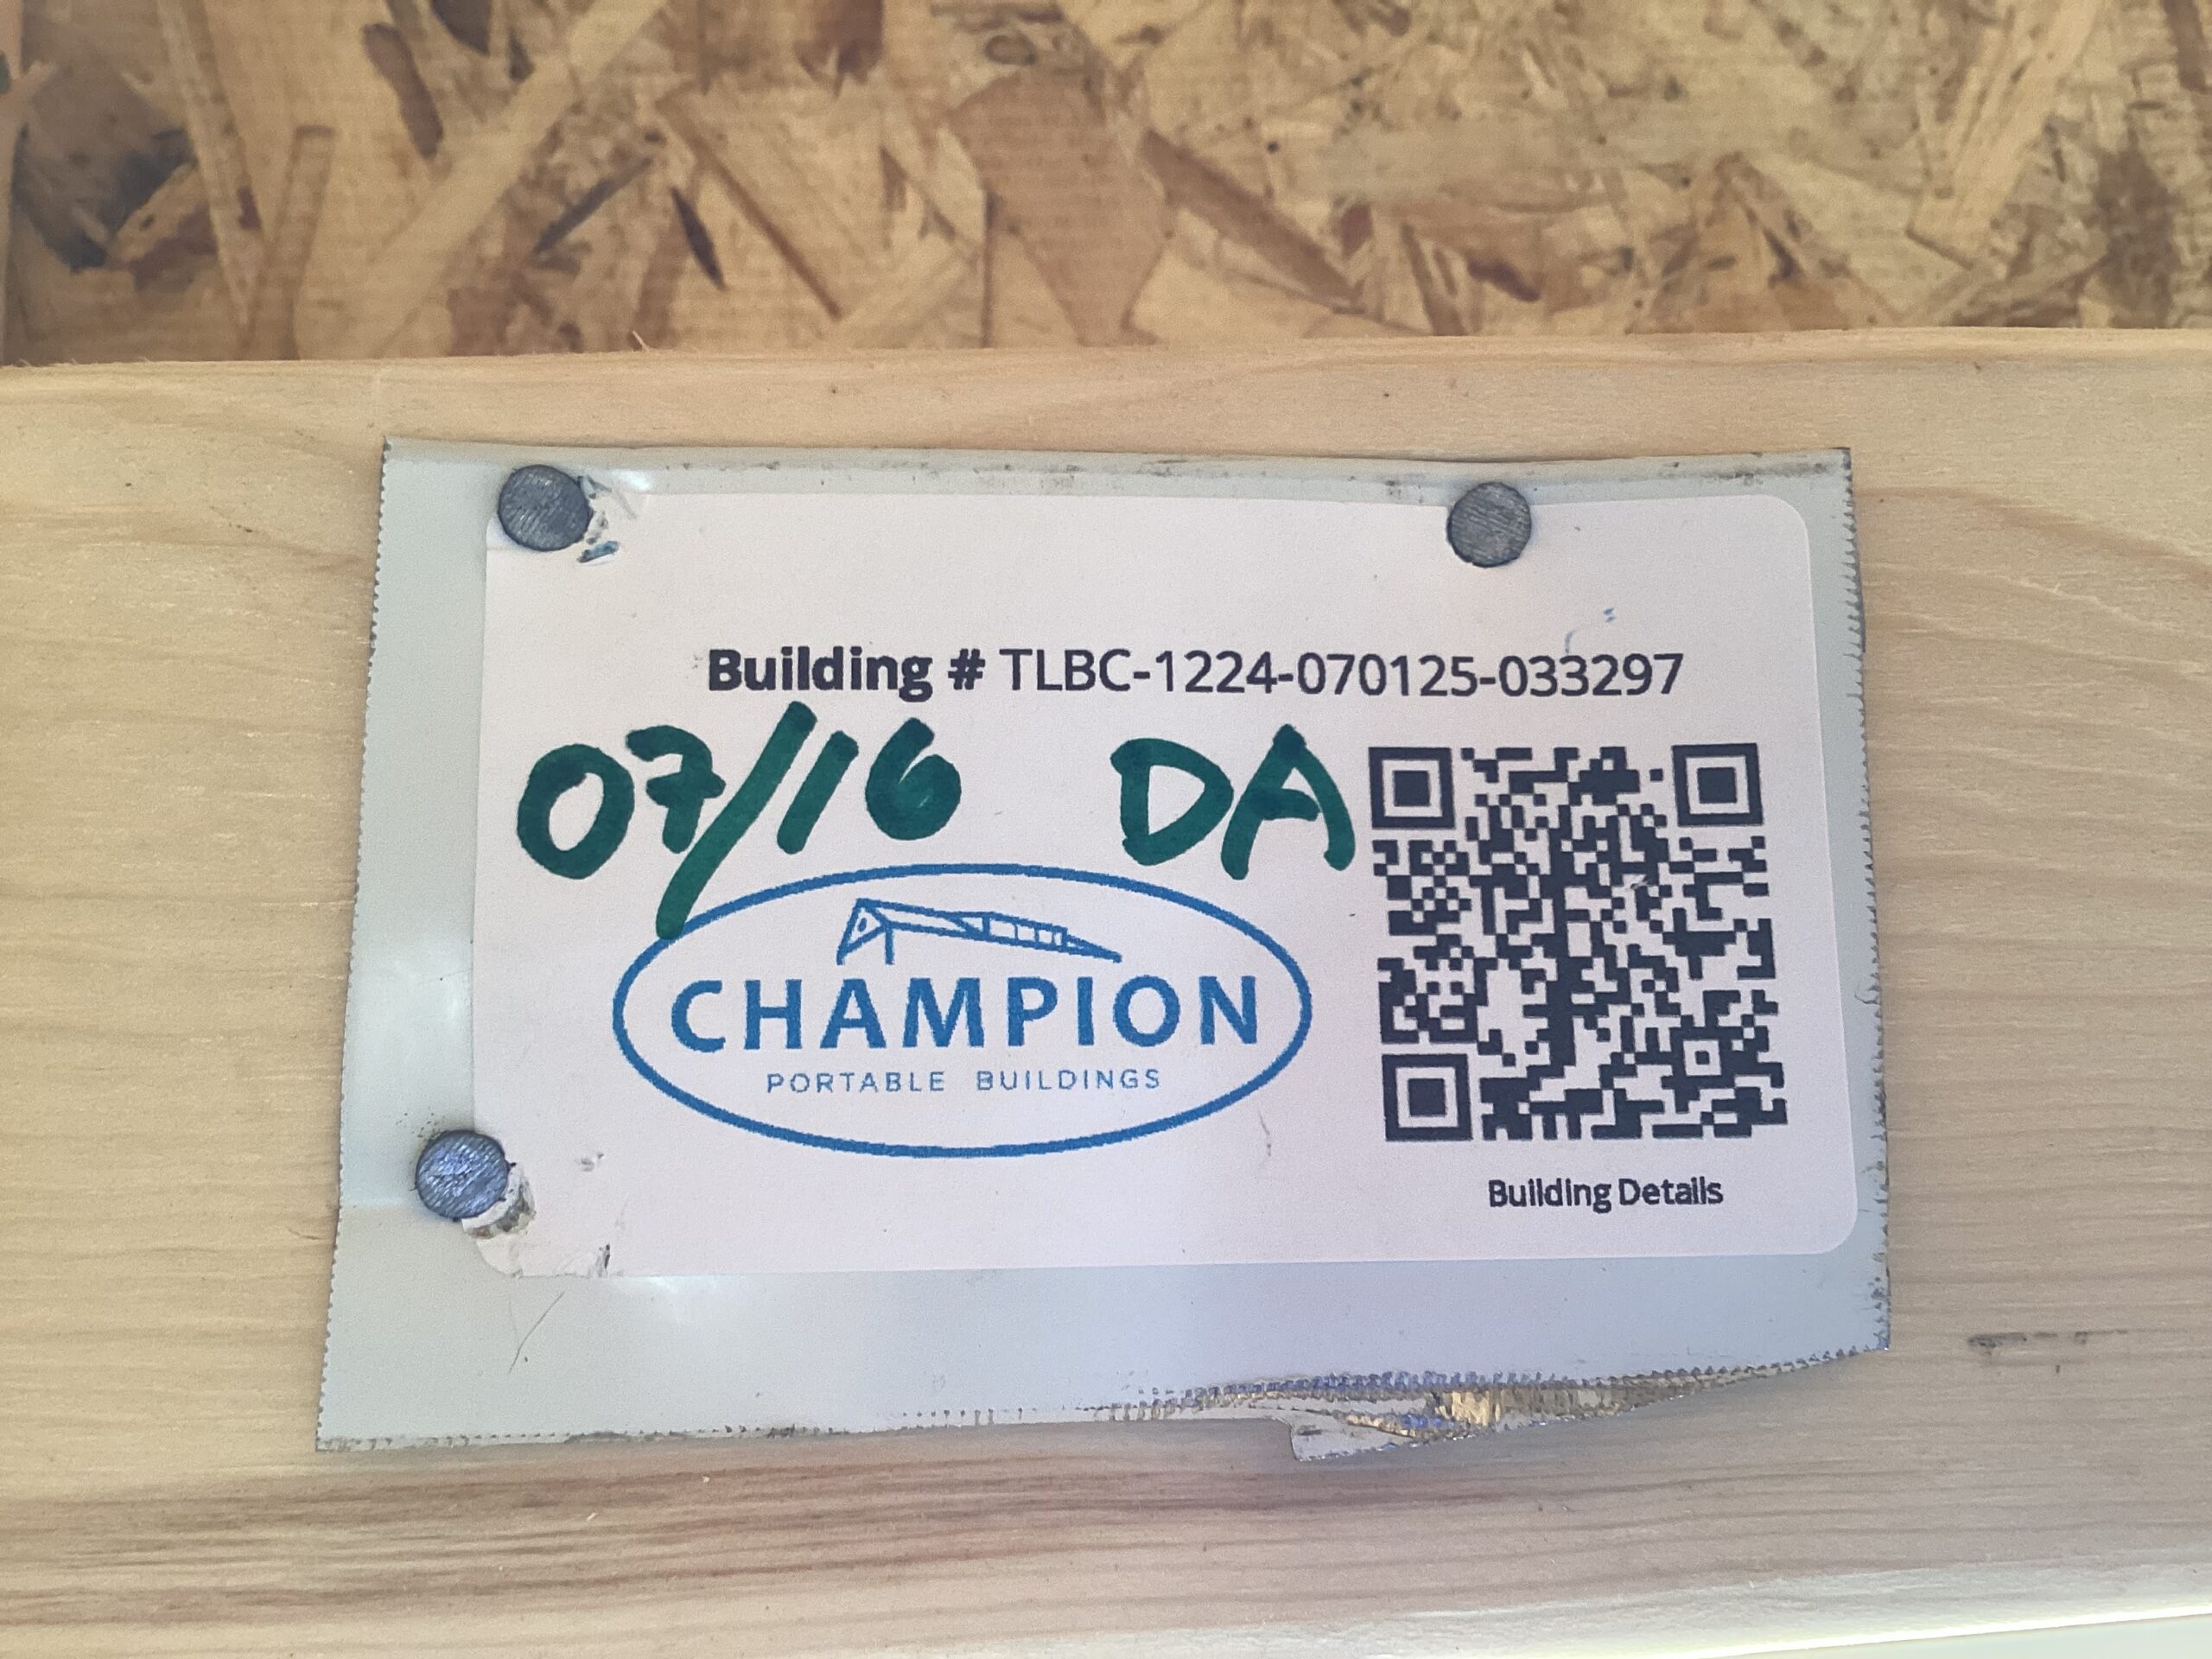 Building # TLBC-1224-070125-033297
07/16 DA
CHAMPION
PORTABLE BUILDINGS
Building Details